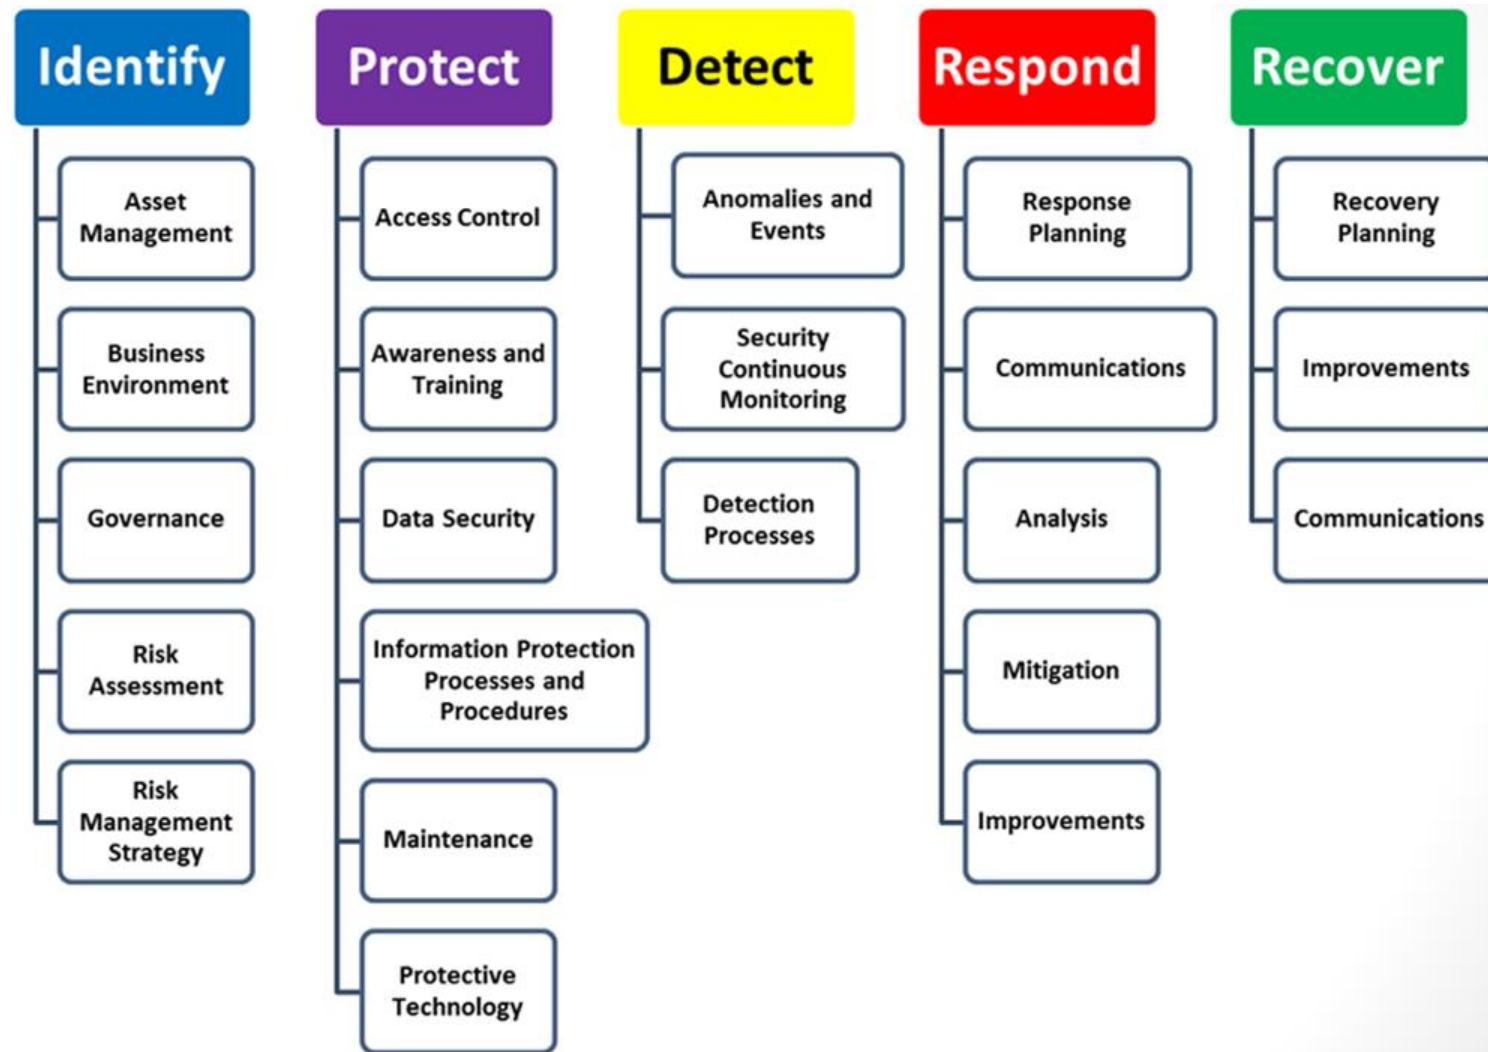 Identify
Asset
Management
Business
Environment
Governance
Risk
Assessment
Risk
Management
Strategy
Protect
Access Control
Awareness and
Training
Data Security
Information Protection
Processes and
Procedures
Maintenance
Protective
Technology
Detect
Anomalies and
Events
Security
Continuous
Monitoring
Detection
Processes
Respond
Response
Planning
Communications
Analysis
Mitigation
Improvements
Recover
Recovery
Planning
Improvements
Communications